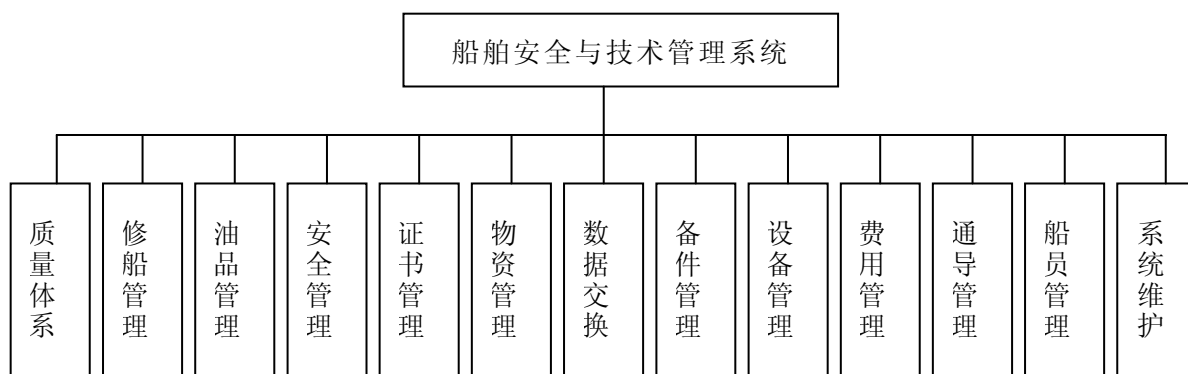 船舶安全与技术管理系统
质量体系
修船管理
油品管理
安全管理
证书管理
物资管理
数据交换
备件管理
设备管理
费用管理
通导管理
船员管理
系统维护